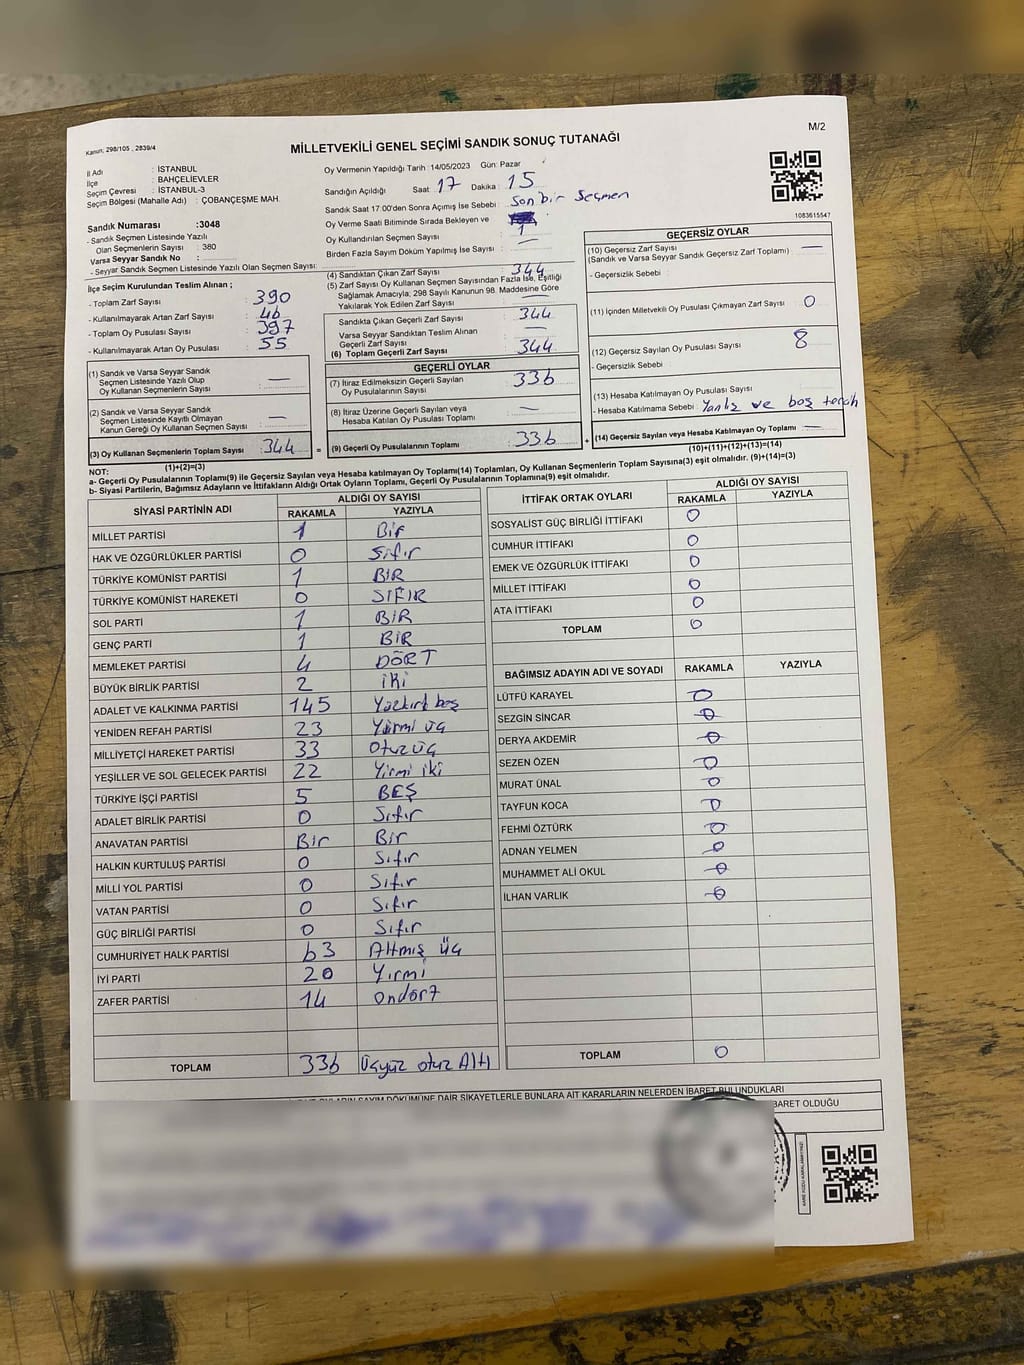 M/2
Kanun: 298/105 , 2839/4
MİLLETVEKİLİ GENEL SEÇİMİ SANDIK SONUÇ TUTANAĞI
İl Adı : İSTANBUL
İlçe : BAHÇELİEVLER
Seçim Çevresi : İSTANBUL-3
Seçim Bölgesi (Mahalle Adı) : ÇOBANÇEŞME MAH.
Sandık Numarası :3048
- Sandık Seçmen Listesinde Yazılı
Olan Seçmenlerin Sayısı : 380
Varsa Seyyar Sandık No :
- Seyyar Sandık Seçmen Listesinde Yazılı Olan Seçmen Sayısı:
İlçe Seçim Kurulundan Teslim Alınan ;
- Toplam Zarf Sayısı : 390
- Kullanılmayarak Artan Zarf Sayısı : 46
- Toplam Oy Pusulası Sayısı : 397
- Kullanılmayarak Artan Oy Pusulası : 55
(1) Sandık ve Varsa Seyyar Sandık
Seçmen Listesinde Yazılı Olup
Oy Kullanan Seçmenlerin Sayısı : —
(2) Sandık ve Varsa Seyyar Sandık
Seçmen Listesinde Kayıtlı Olmayan
Kanun Gereği Oy Kullanan Seçmen Sayısı : —
(3) Oy Kullanan Seçmenlerin Toplam Sayısı : 344 =
(1)+(2)=(3)
Oy Vermenin Yapıldığı Tarih :14/05/2023 Gün: Pazar
Sandığın Açıldığı Saat : 17 Dakika : 15
Sandık Saat 17:00'den Sonra Açımış İse Sebebi : Son bir seçmen
Oy Verme Saati Bitiminde Sırada Bekleyen ve
Oy Kullandırılan Seçmen Sayısı : 1
Birden Fazla Sayım Döküm Yapılmış İse Sayısı : —
(4) Sandıktan Çıkan Zarf Sayısı : 344
(5) Zarf Sayısı Oy Kullanan Seçmen Sayısından Fazla İse, Eşitliği
Sağlamak Amacıyla, 298 Sayılı Kanunun 98. Maddesine Göre
Yakılarak Yok Edilen Zarf Sayısı :
Sandıkta Çıkan Geçerli Zarf Sayısı : 344
Varsa Seyyar Sandıktan Teslim Alınan
Geçerli Zarf Sayısı : —
(6) Toplam Geçerli Zarf Sayısı : 344
GEÇERLİ OYLAR
(7) İtiraz Edilmeksizin Geçerli Sayılan
Oy Pusulalarının Sayısı : 336
(8) İtiraz Üzerine Geçerli Sayılan veya
Hesaba Katılan Oy Pusulası Toplamı : —
(9) Geçerli Oy Pusulalarının Toplamı : 336 +
1083615547
GEÇERSİZ OYLAR
(10) Geçersiz Zarf Sayısı
(Sandık ve Varsa Seyyar Sandık Geçersiz Zarf Toplamı) : —
- Geçersizlik Sebebi :
(11) İçinden Milletvekili Oy Pusulası Çıkmayan Zarf Sayısı : 0
(12) Geçersiz Sayılan Oy Pusulası Sayısı : 8
- Geçersizlik Sebebi :
(13) Hesaba Katılmayan Oy Pusulası Sayısı :
- Hesaba Katılmama Sebebi : Yanlış ve boş tercih
(14) Geçersiz Sayılan veya Hesaba Katılmayan Oy Toplamı : —
(10)+(11)+(12)+(13)=(14)
NOT:
a- Geçerli Oy Pusulalarının Toplamı(9) ile Geçersiz Sayılan veya Hesaba katılmayan Oy Toplamı(14) Toplamları, Oy Kullanan Seçmenlerin Toplam Sayısına(3) eşit olmalıdır. (9)+(14)=(3)
b- Siyasi Partilerin, Bağımsız Adayların ve İttifakların Aldığı Ortak Oyların Toplamı, Geçerli Oy Pusulalarının Toplamına(9) eşit olmalıdır.
SİYASİ PARTİNİN ADI ALDIĞI OY SAYISI
RAKAMLA YAZIYLA
MİLLET PARTİSİ 1 Bir
HAK VE ÖZGÜRLÜKLER PARTİSİ 0 Sıfır
TÜRKİYE KOMÜNİST PARTİSİ 1 BİR
TÜRKİYE KOMÜNİST HAREKETİ 0 SIFIR
SOL PARTİ 1 BİR
GENÇ PARTİ 1 BİR
MEMLEKET PARTİSİ 4 DÖRT
BÜYÜK BİRLİK PARTİSİ 2 iki
ADALET VE KALKINMA PARTİSİ 145 Yüzkırk beş
YENİDEN REFAH PARTİSİ 23 Yirmi üç
MİLLİYETÇİ HAREKET PARTİSİ 33 Otuz üç
YEŞİLLER VE SOL GELECEK PARTİSİ 22 Yirmi iki
TÜRKİYE İŞÇİ PARTİSİ 5 BEŞ
ADALET BİRLİK PARTİSİ 0 Sıfır
ANAVATAN PARTİSİ Bir Bir
HALKIN KURTULUŞ PARTİSİ 0 Sıfır
MİLLİ YOL PARTİSİ 0 Sıfır
VATAN PARTİSİ 0 Sıfır
GÜÇ BİRLİĞİ PARTİSİ 0 Sıfır
CUMHURİYET HALK PARTİSİ 63 Altmış üç
İYİ PARTİ 20 Yirmi
ZAFER PARTİSİ 14 ondört
TOPLAM 336 Üçyüz otuz Altı
İTTİFAK ORTAK OYLARI ALDIĞI OY SAYISI
RAKAMLA YAZIYLA
SOSYALİST GÜÇ BİRLİĞİ İTTİFAKI 0
CUMHUR İTTİFAKI 0
EMEK VE ÖZGÜRLÜK İTTİFAKI 0
MİLLET İTTİFAKI 0
ATA İTTİFAKI 0
TOPLAM 0
BAĞIMSIZ ADAYIN ADI VE SOYADI RAKAMLA YAZIYLA
LÜTFÜ KARAYEL 0
SEZGİN SİNCAR 0
DERYA AKDEMİR 0
SEZEN ÖZEN 0
MURAT ÜNAL 0
TAYFUN KOCA 0
FEHMİ ÖZTÜRK 0
ADNAN YELMEN 0
MUHAMMET ALİ OKUL 0
İLHAN VARLIK 0
TOPLAM 0
OYLARIN SAYIM DÖKÜMÜNE DAİR ŞİKAYETLERLE BUNLARA AİT KARARLARIN NELERDEN İBARET BULUNDUKLARI
BARET OLDUĞU